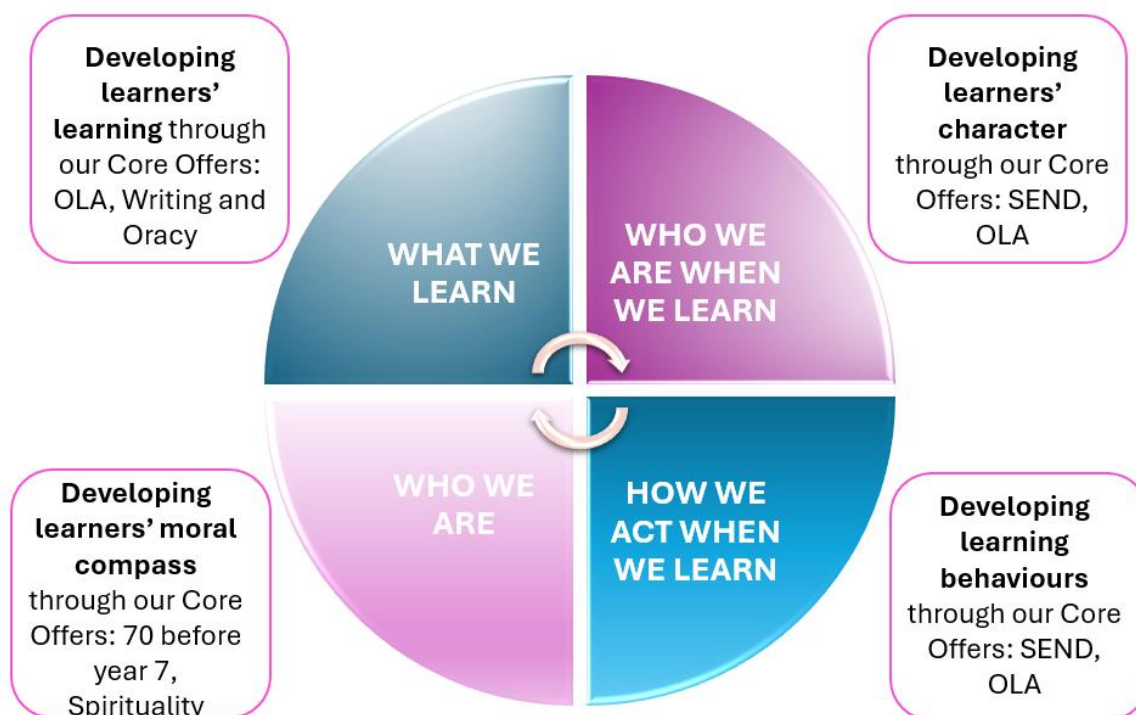 Developing
learners’
learning through
our Core Offers:
OLA, Writing and
Oracy
Developing
learners’
character
through our Core
Offers: SEND,
OLA
WHAT WE
LEARN
WHO WE
ARE WHEN
WE LEARN
WHO WE
ARE
HOW WE
ACT WHEN
WE LEARN
Developing
learners’ moral
compass
through our Core
Offers: 70 before
year 7,
Spirituality
Developing
learning
behaviours
through our Core
Offers: SEND,
OLA